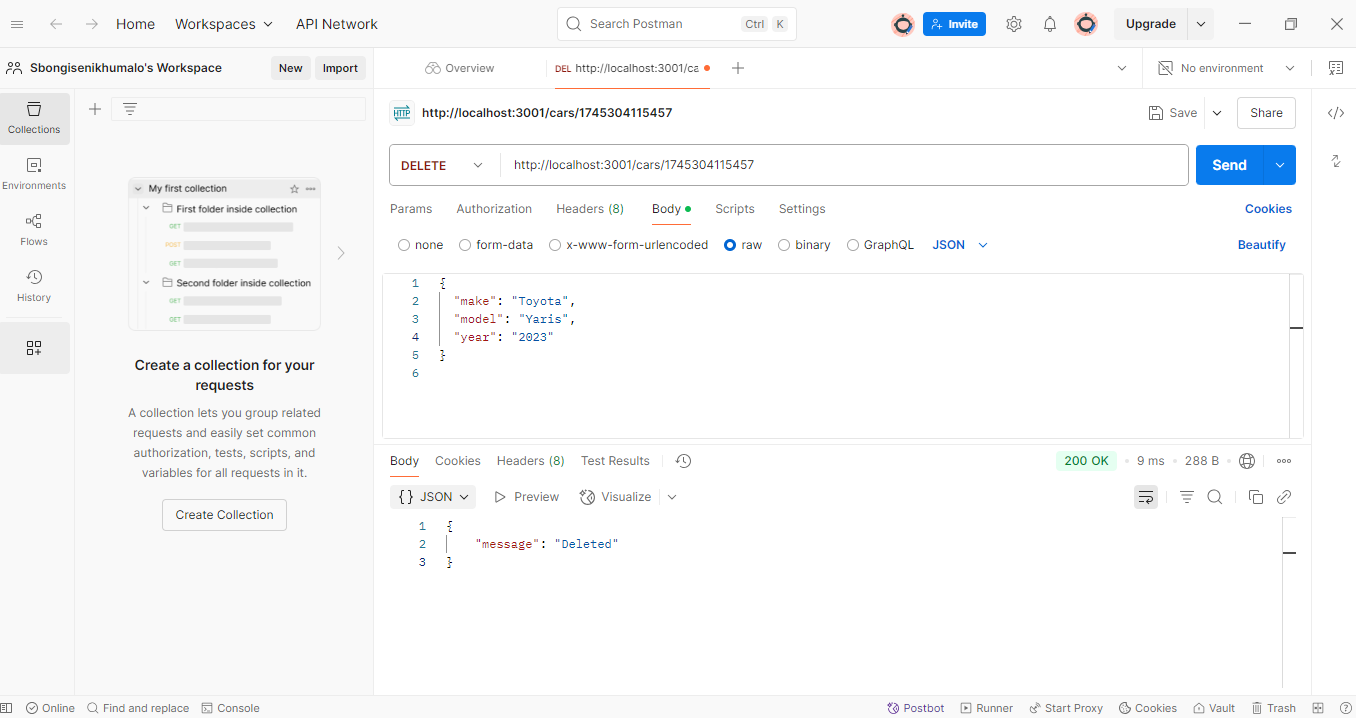 Home Workspaces API Network Search Postman Ctrl K Invite Upgrade
Sbongisenikhumalo's Workspace New Import Overview DEL http://localhost:3001/ca No environment
Collections
Environments
Flows
History
My first collection
First folder inside collection
GET
POST
GET
Second folder inside collection
GET
GET
Create a collection for your
requests
A collection lets you group related
requests and easily set common
authorization, tests, scripts, and
variables for all requests in it.
Create Collection
HTTP http://localhost:3001/cars/1745304115457 Save Share
DELETE http://localhost:3001/cars/1745304115457 Send
Params Authorization Headers (8) Body Scripts Settings Cookies
none form-data x-www-form-urlencoded raw binary GraphQL JSON Beautify
1 {
2 "make": "Toyota",
3 "model": "Yaris",
4 "year": "2023"
5 }
6
Body Cookies Headers (8) Test Results 200 OK 9 ms 288 B
{} JSON Preview Visualize
1 {
2 "message": "Deleted"
3 }
Online Find and replace Console Postbot Runner Start Proxy Cookies Vault Trash